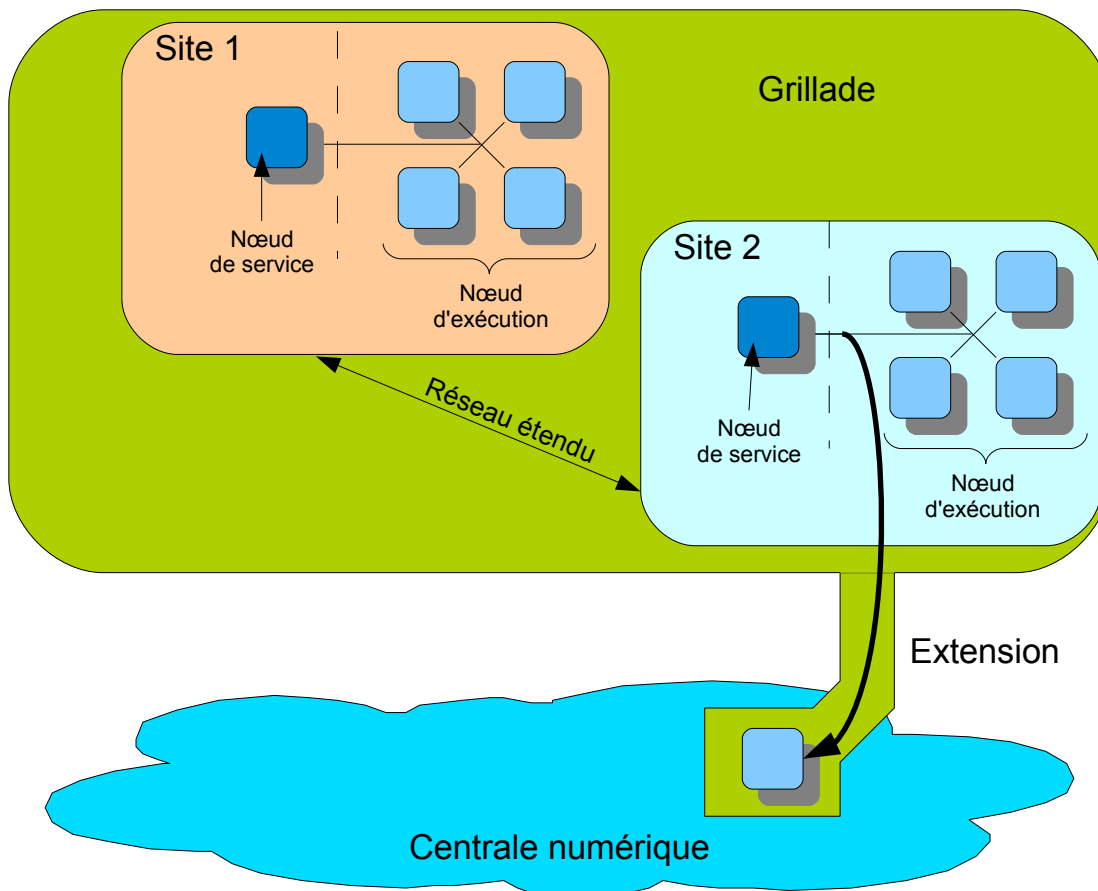 Site 1
Grillade
Nœud
de service
Nœud
d'exécution
Site 2
Réseau étendu
Nœud
de service
Nœud
d'exécution
Extension
Centrale numérique